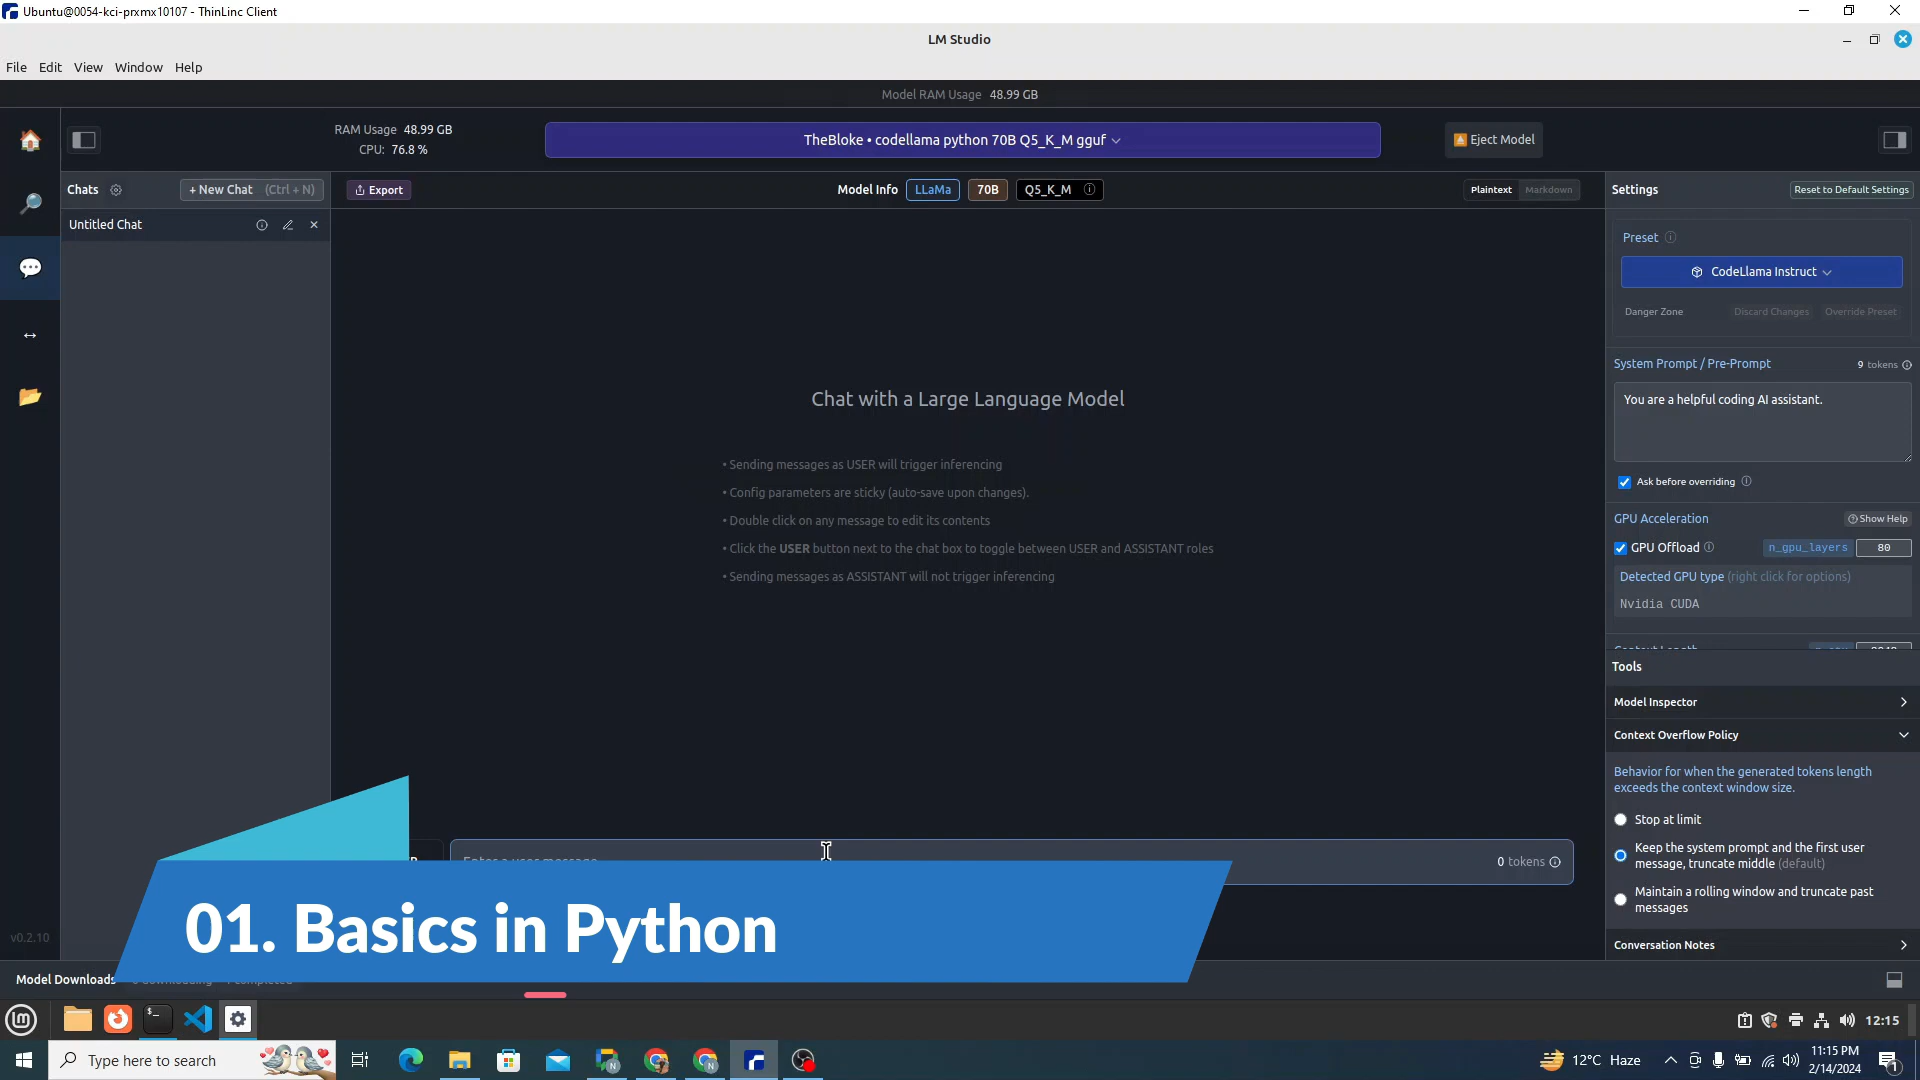 Ubuntu@0054-kci-prxmx10107 - ThinLinc Client
LM Studio
File Edit View Window Help
Model RAM Usage 48.99 GB
RAM Usage 48.99 GB
CPU: 76.8 %
TheBloke • codellama python 70B Q5_K_M gguf
Eject Model
Chats
+ New Chat (Ctrl + N)
Export
Model Info LLaMa 70B Q5_K_M
Plaintext Markdown
Settings
Reset to Default Settings
Untitled Chat
Preset
CodeLlama Instruct
Danger Zone Discard Changes Override Preset
System Prompt / Pre-Prompt 9 tokens
You are a helpful coding AI assistant.
Ask before overriding
Chat with a Large Language Model
• Sending messages as USER will trigger inferencing
• Config parameters are sticky (auto-save upon changes).
• Double click on any message to edit its contents
• Click the USER button next to the chat box to toggle between USER and ASSISTANT roles
• Sending messages as ASSISTANT will not trigger inferencing
GPU Acceleration Show Help
GPU Offload n_gpu_layers 80
Detected GPU type (right click for options)
Nvidia CUDA
Tools
Model Inspector
Context Overflow Policy
Behavior for when the generated tokens length
exceeds the context window size.
Stop at limit
Keep the system prompt and the first user
message, truncate middle (default)
Maintain a rolling window and truncate past
messages
Conversation Notes
0 tokens
01. Basics in Python
v0.2.10
Model Downloads
12:15
Type here to search
12°C Haze
11:15 PM
2/14/2024
1